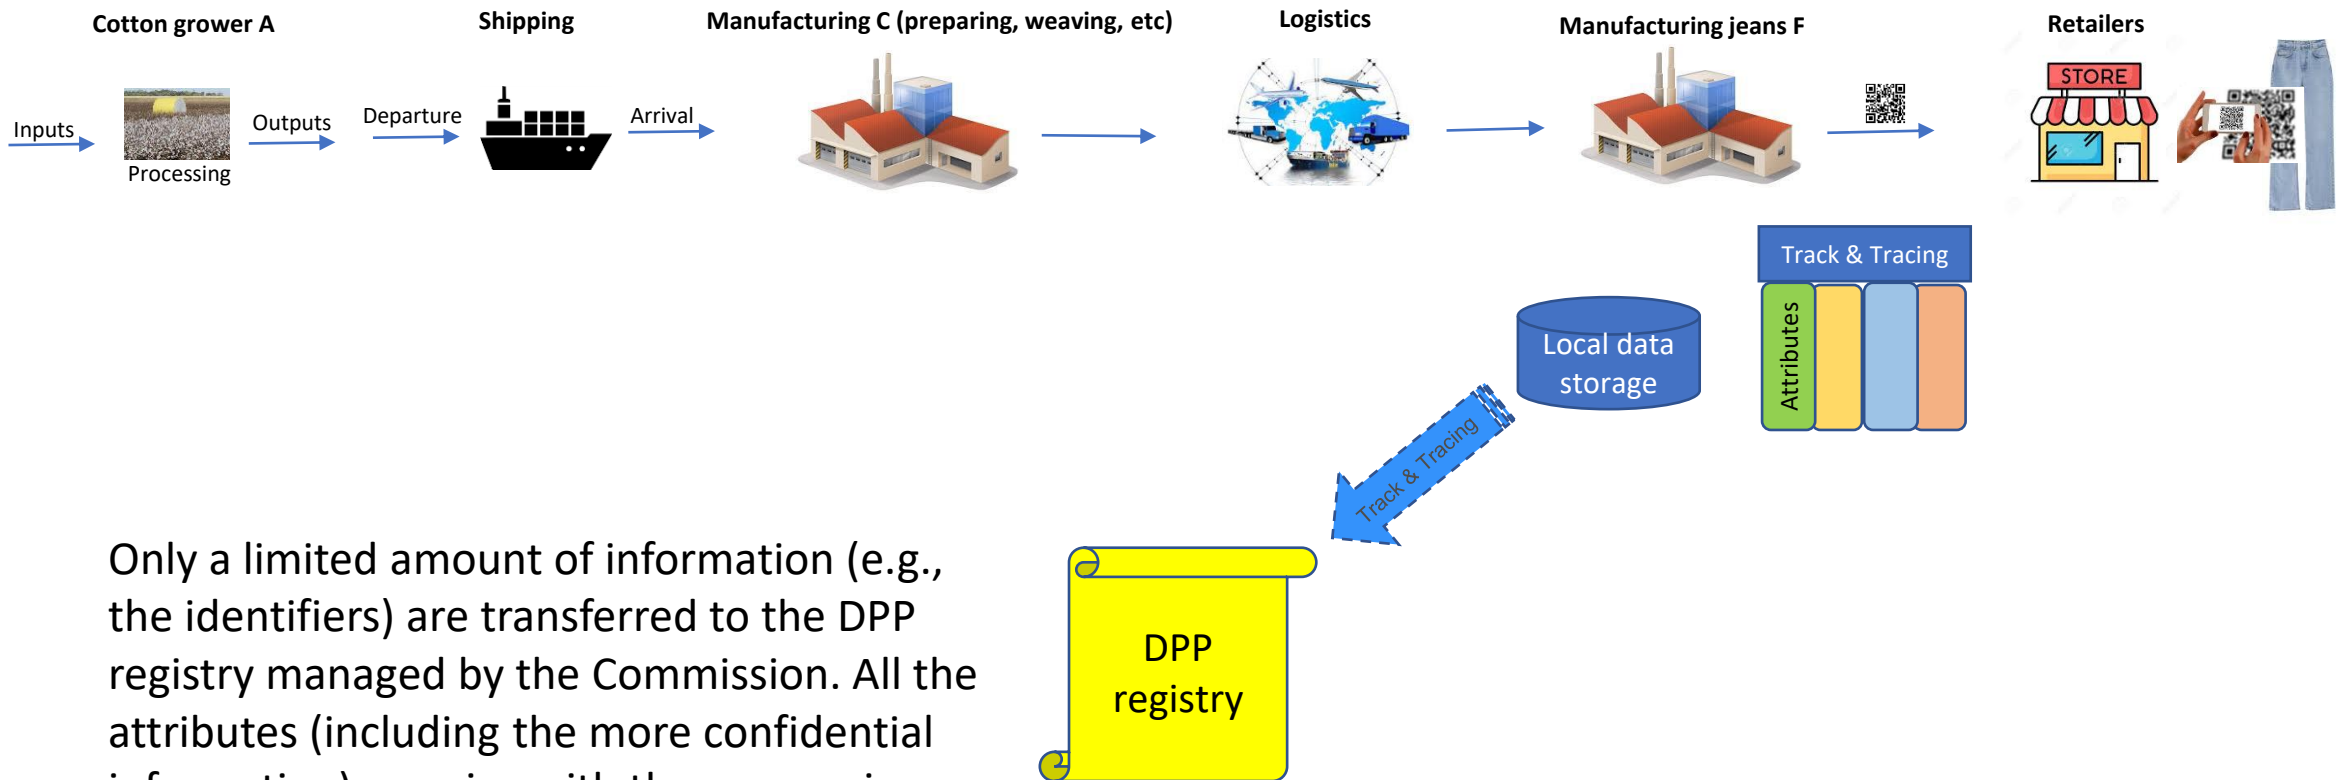 Cotton grower A
Shipping
Manufacturing C (preparing, weaving, etc)
Logistics
Manufacturing jeans F
Retailers
Inputs
Processing
Outputs
Departure
Arrival
STORE
Track & Tracing
Attributes
Local data
storage
Track & Tracing
DPP
registry
Only a limited amount of information (e.g.,
the identifiers) are transferred to the DPP
registry managed by the Commission. All the
attributes (including the more confidential